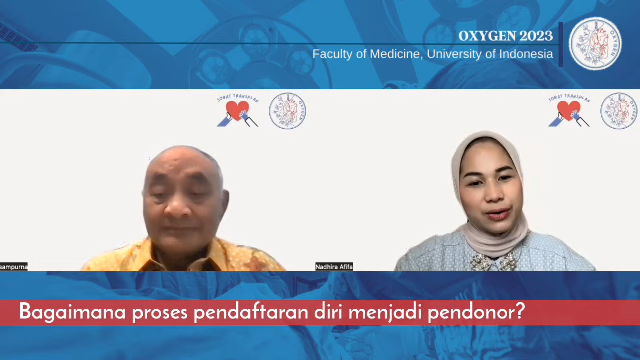 OXYGEN 2023
Faculty of Medicine, University of Indonesia
Nadhira Afifa
Bagaimana proses pendaftaran diri menjadi pendonor?